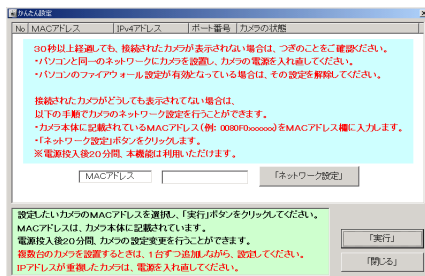 かんたん設定
No MACアドレス IPv4アドレス ポート番号 カメラの状態
30秒以上経過しても、接続されたカメラが表示されない場合は、つぎのことをご確認ください。
・パソコンと同一のネットワークにカメラを設置し、カメラの電源を入れ直してください。
・パソコンのファイアウォール設定が有効となっている場合は、その設定を解除してください。
接続されたカメラがどうしても表示されてない場合は、
以下の手順でカメラのネットワーク設定を行うことができます。
・カメラ本体に記載されているMACアドレス(例: 0080F0xxxxxx)をMACアドレス欄に入力します。
・「ネットワーク設定」ボタンをクリックします。
※電源投入後20分間、本機能は利用いただけます。
MACアドレス 「ネットワーク設定」
設定したいカメラのMACアドレスを選択し、「実行」ボタンをクリックしてください。
MACアドレスは、カメラ本体に記載されています。
電源投入後20分間、カメラの設定変更を行うことができます。
複数台のカメラを設置するときは、1台ずつ追加しながら、設定してください。
IPアドレスが重複したカメラは、電源を入れ直してください。
「実行」
「閉じる」